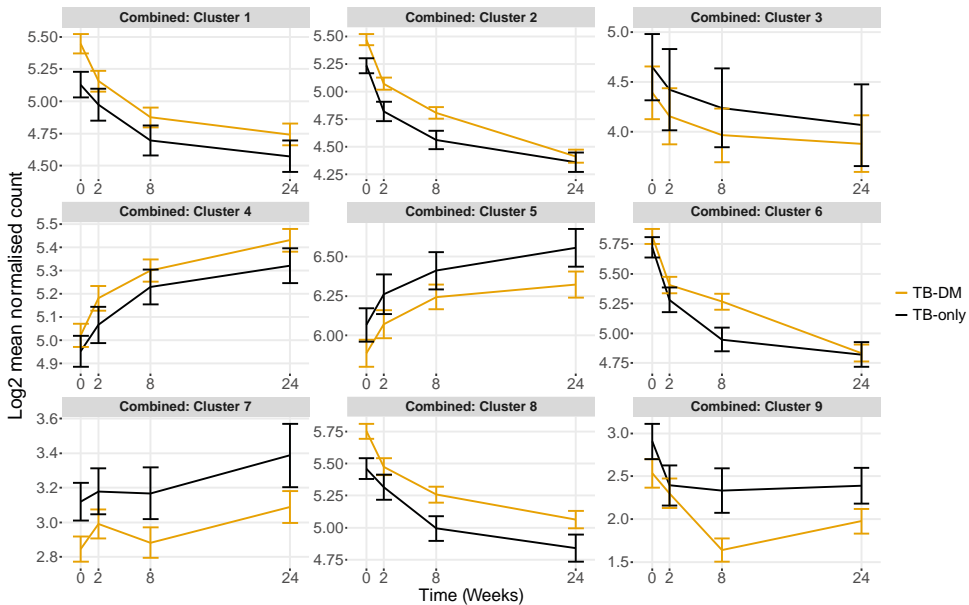 Combined: Cluster 1
Combined: Cluster 2
Combined: Cluster 3
5.50
5.25
5.00
4.75
4.50
0 2 8 24
5.50
5.25
5.00
4.75
4.50
4.25
0 2 8 24
5.0
4.5
4.0
0 2 8 24
Combined: Cluster 4
Combined: Cluster 5
Combined: Cluster 6
5.5
5.4
5.3
5.2
5.1
5.0
4.9
0 2 8 24
6.50
6.25
6.00
0 2 8 24
5.75
5.50
5.25
5.00
4.75
0 2 8 24
Combined: Cluster 7
Combined: Cluster 8
Combined: Cluster 9
3.6
3.4
3.2
3.0
2.8
0 2 8 24
5.75
5.50
5.25
5.00
4.75
0 2 8 24
3.0
2.5
2.0
1.5
0 2 8 24
Log2 mean normalised count
Time (Weeks)
TB-DM
TB-only